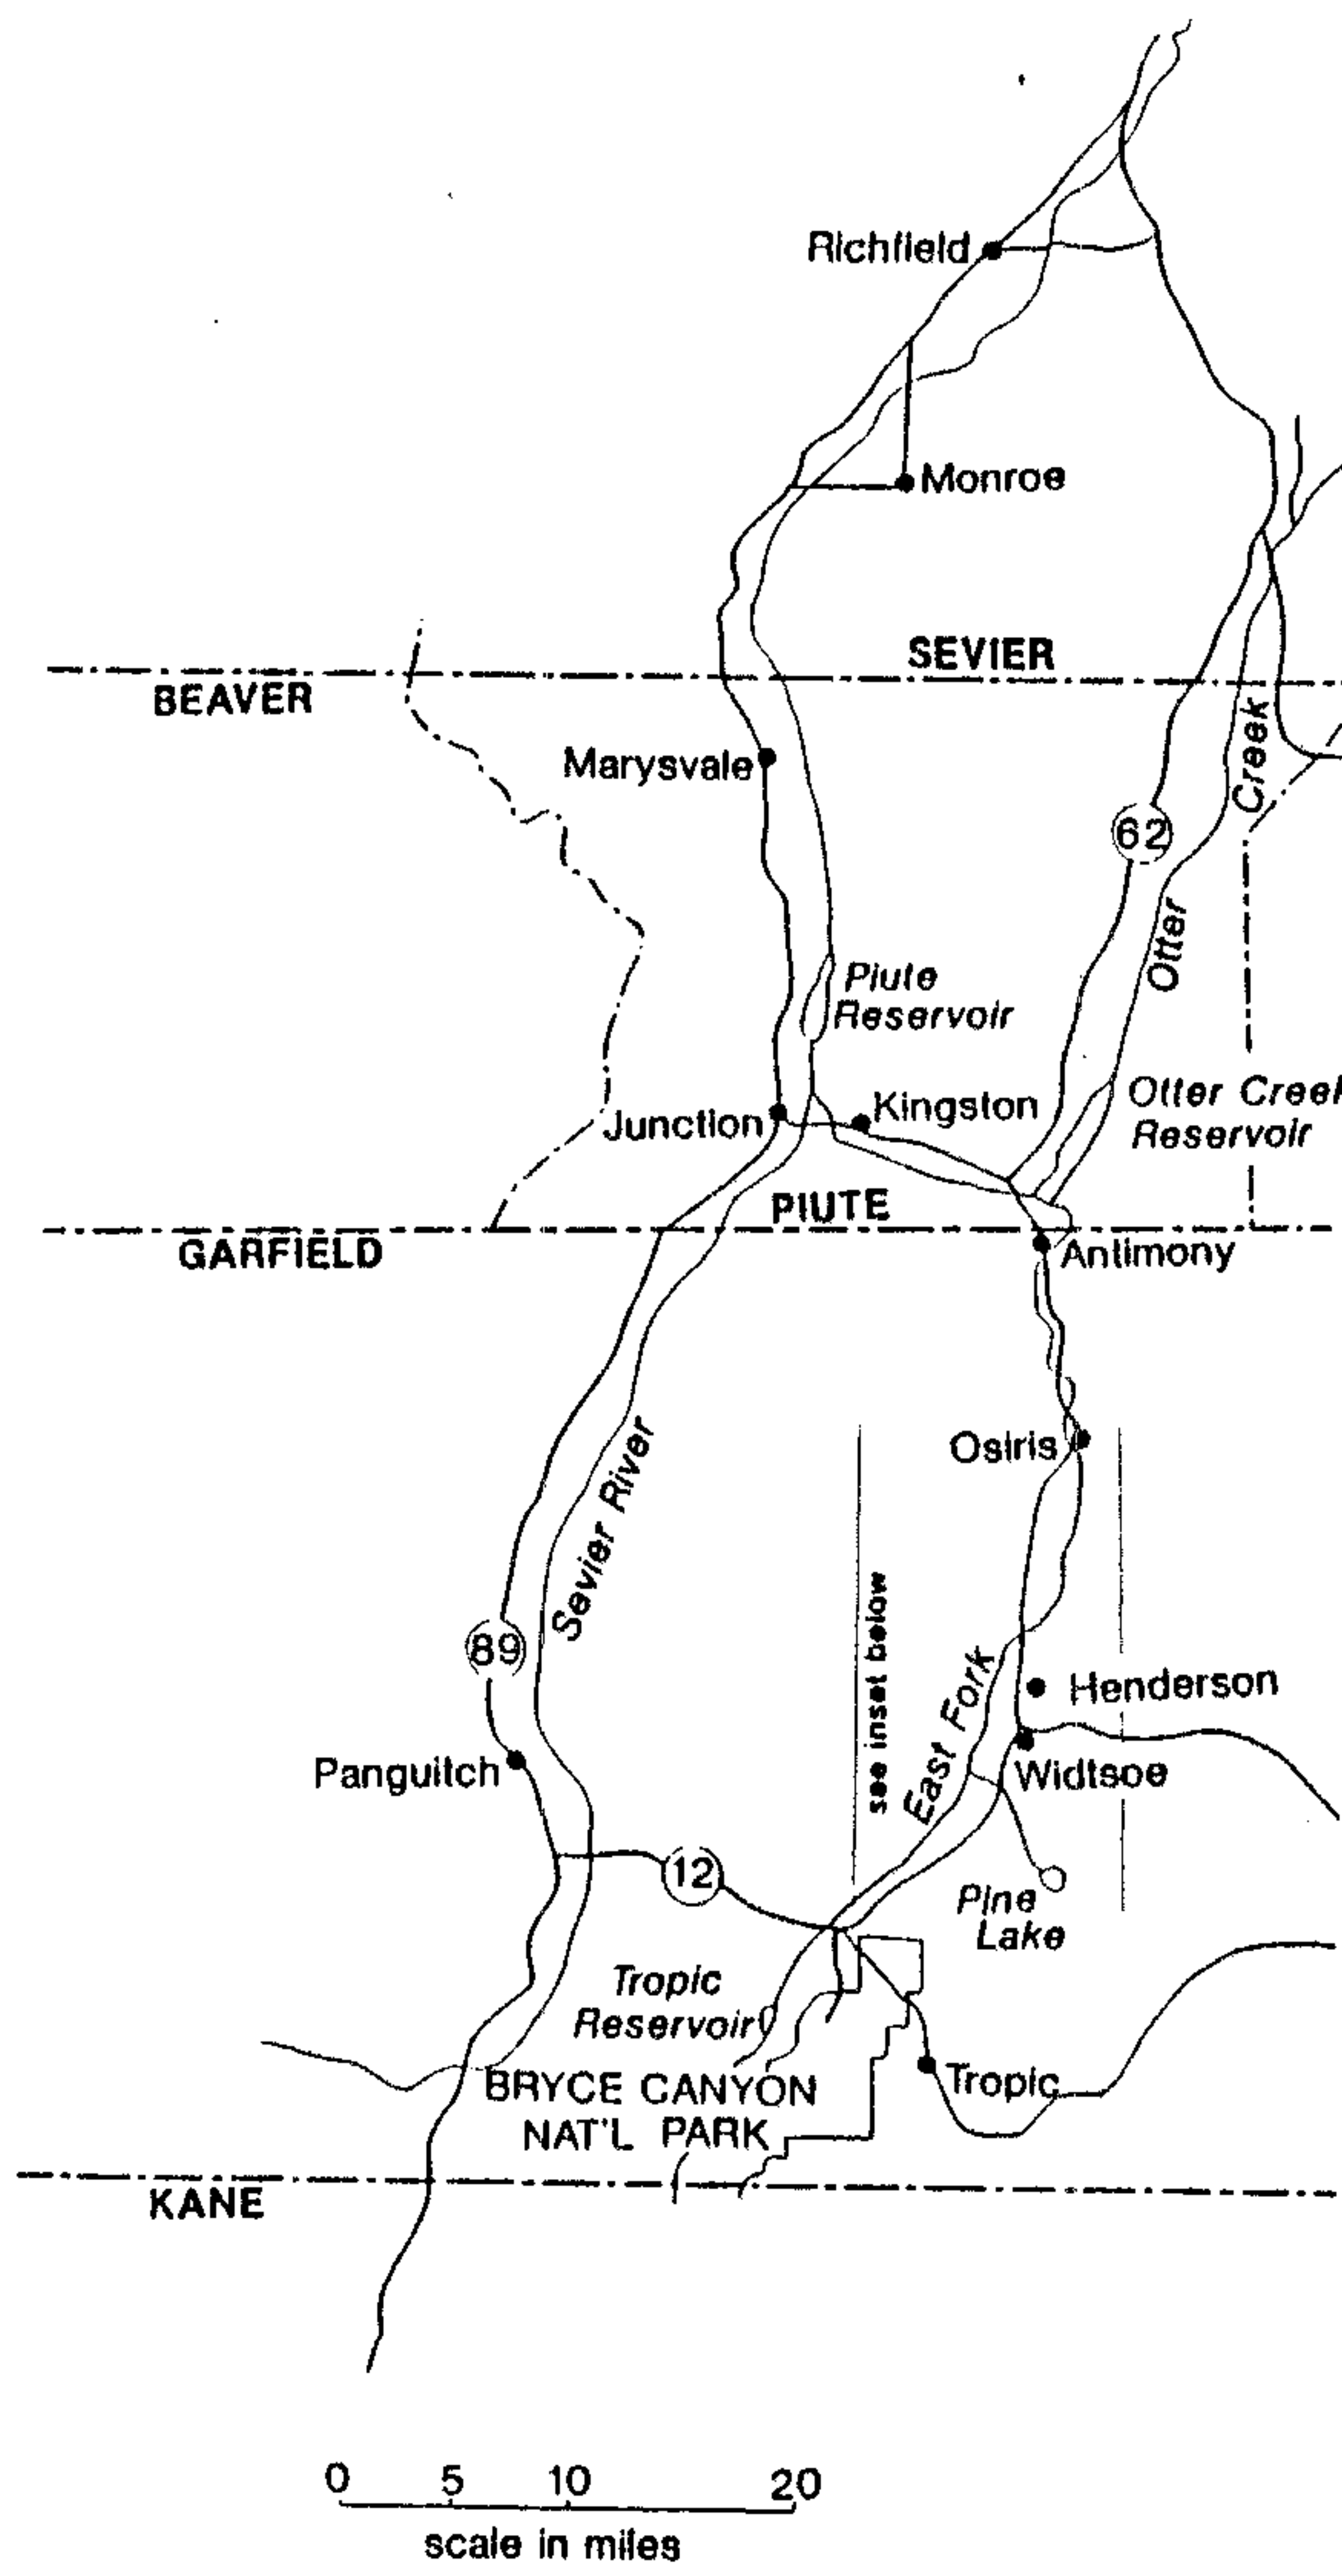 Richfield
Monroe
SEVIER
BEAVER
Marysvale
Creek
62
Otter
Piute
Reservoir
Otter Creek
Reservoir
Kingston
Junction
PIUTE
GARFIELD
Antimony
Osiris
Sevier River
see inset below
89
East Fork
Henderson
Panguitch
Widtsoe
12
Pine
Lake
Tropic
Reservoir
BRYCE CANYON
NAT'L PARK
Tropic
KANE
0 5 10 20
scale in miles